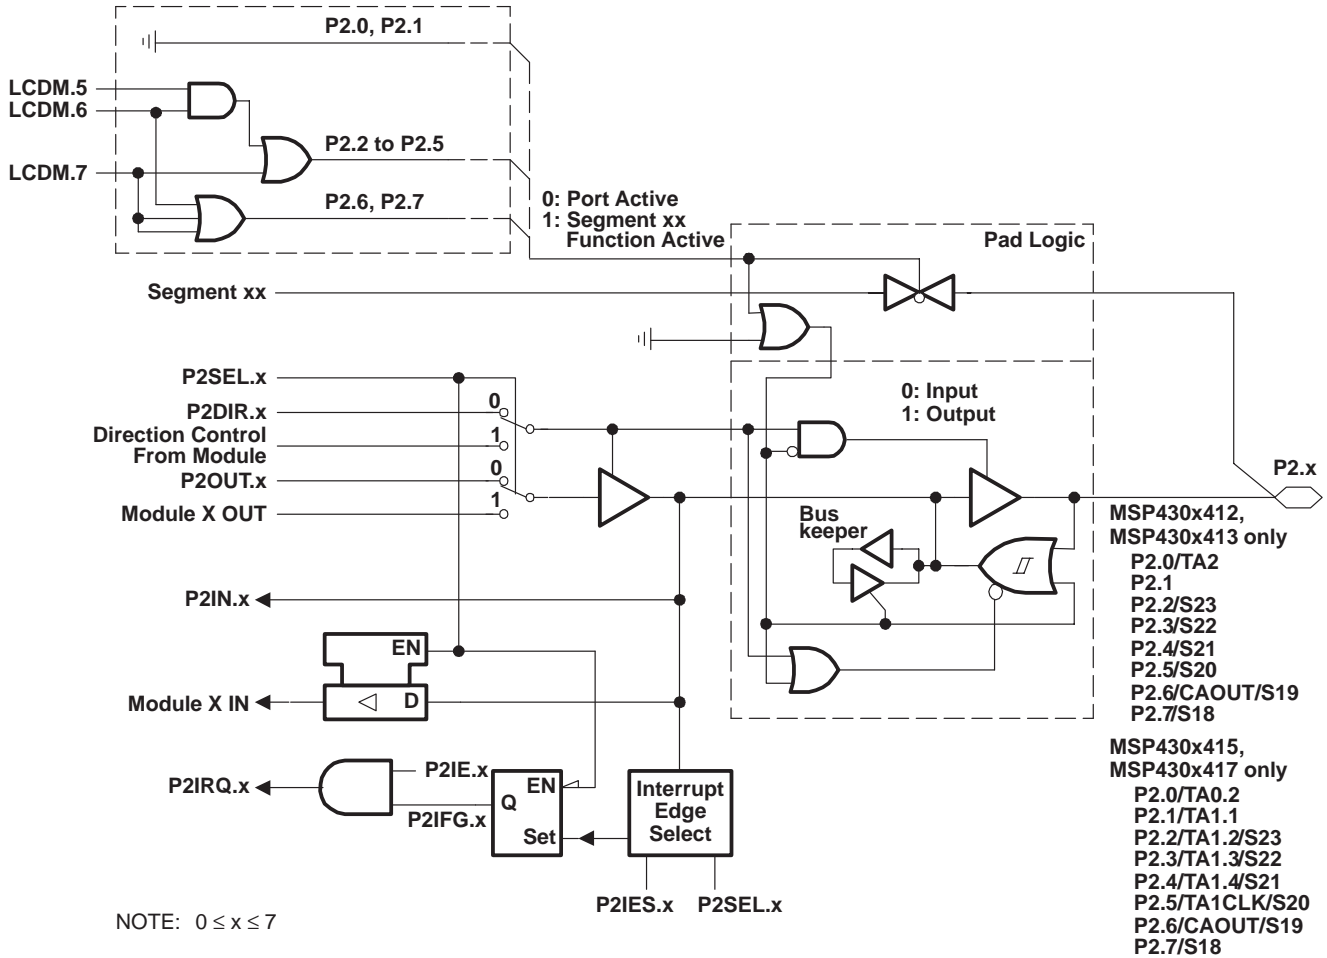 P2.0, P2.1
LCDM.5
LCDM.6
P2.2 to P2.5
LCDM.7
P2.6, P2.7
0: Port Active
1: Segment xx
Function Active
Pad Logic
Segment xx
P2SEL.x
0: Input
1: Output
P2DIR.x
0
Direction Control
From Module
1
P2OUT.x
0
Module X OUT
1
P2.x
Bus
keeper
MSP430x412,
MSP430x413 only
P2.0/TA2
P2.1
P2.2/S23
P2.3/S22
P2.4/S21
P2.5/S20
P2.6/CAOUT/S19
P2.7/S18
P2IN.x
EN
Module X IN
D
MSP430x415,
MSP430x417 only
P2.0/TA0.2
P2.1/TA1.1
P2.2/TA1.2/S23
P2.3/TA1.3/S22
P2.4/TA1.4/S21
P2.5/TA1CLK/S20
P2.6/CAOUT/S19
P2.7/S18
P2IRQ.x
P2IE.x
P2IFG.x
EN
Q
Set
Interrupt
Edge
Select
P2IES.x
P2SEL.x
NOTE: 0 ≤ x ≤ 7